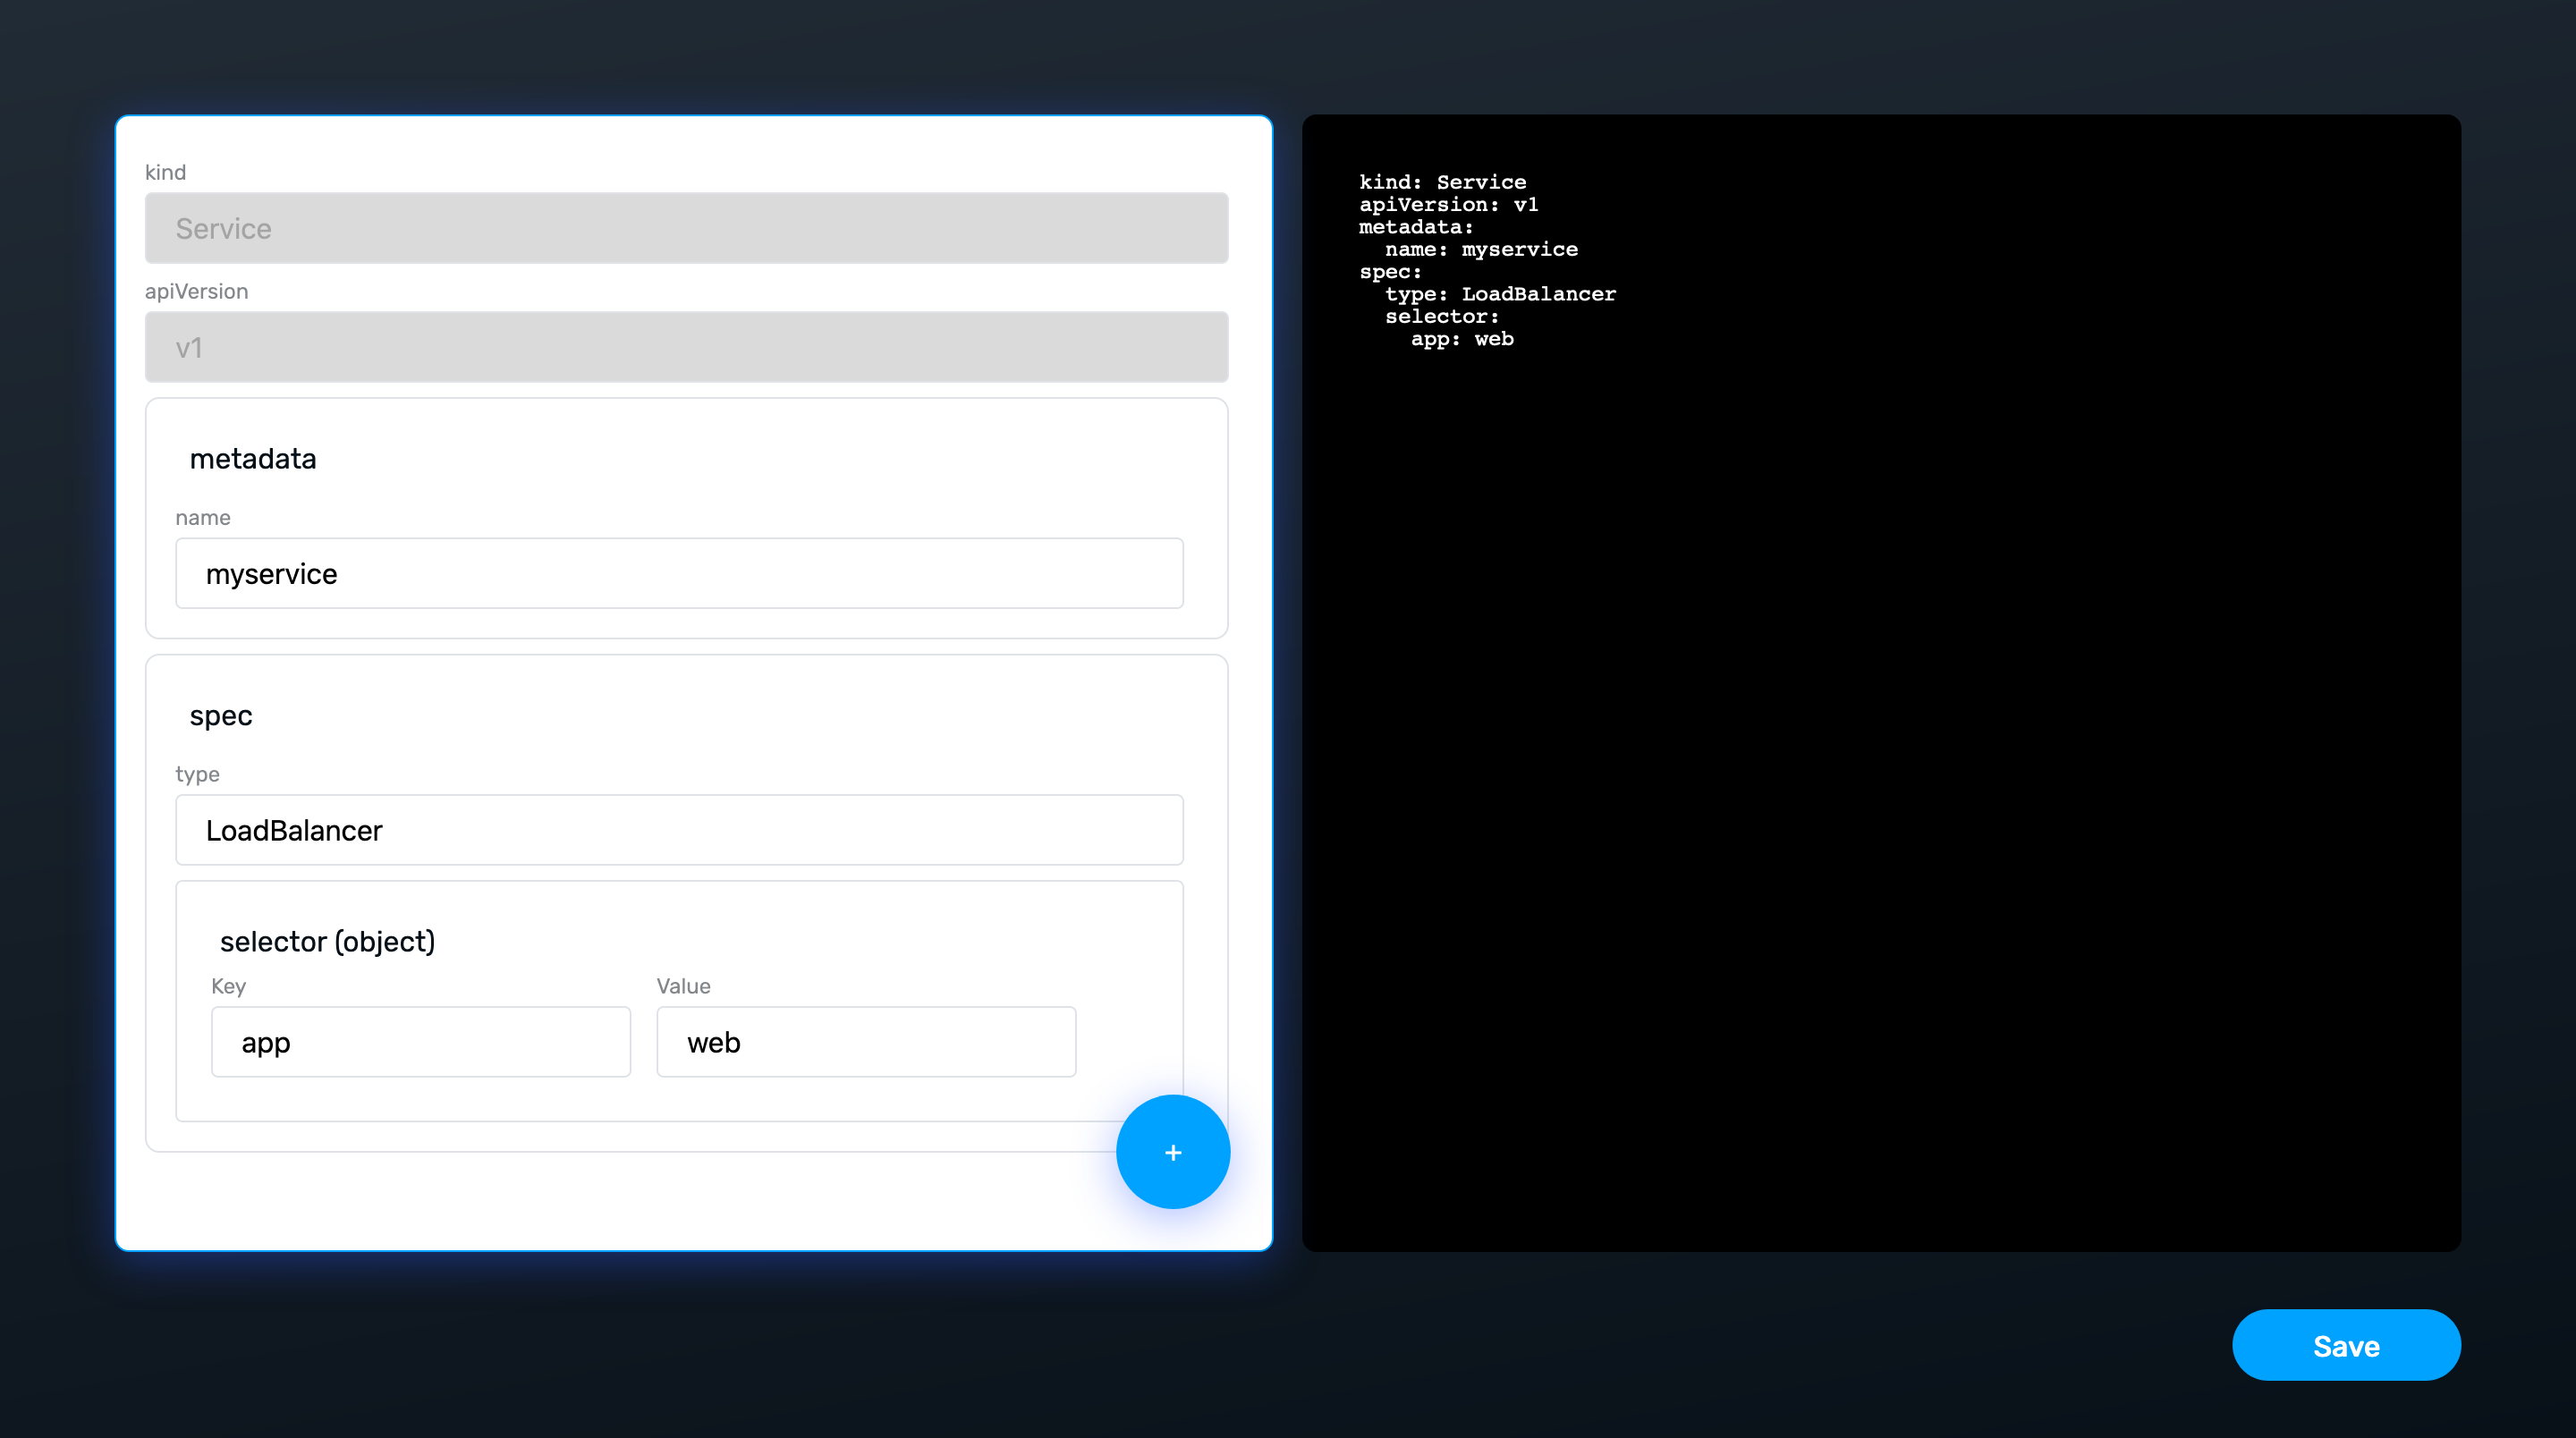 kind
Service
apiVersion
v1
metadata
name
myservice
spec
type
LoadBalancer
selector (object)
Key Value
app web
+
kind: Service
apiVersion: v1
metadata:
  name: myservice
spec:
  type: LoadBalancer
  selector:
    app: web
Save